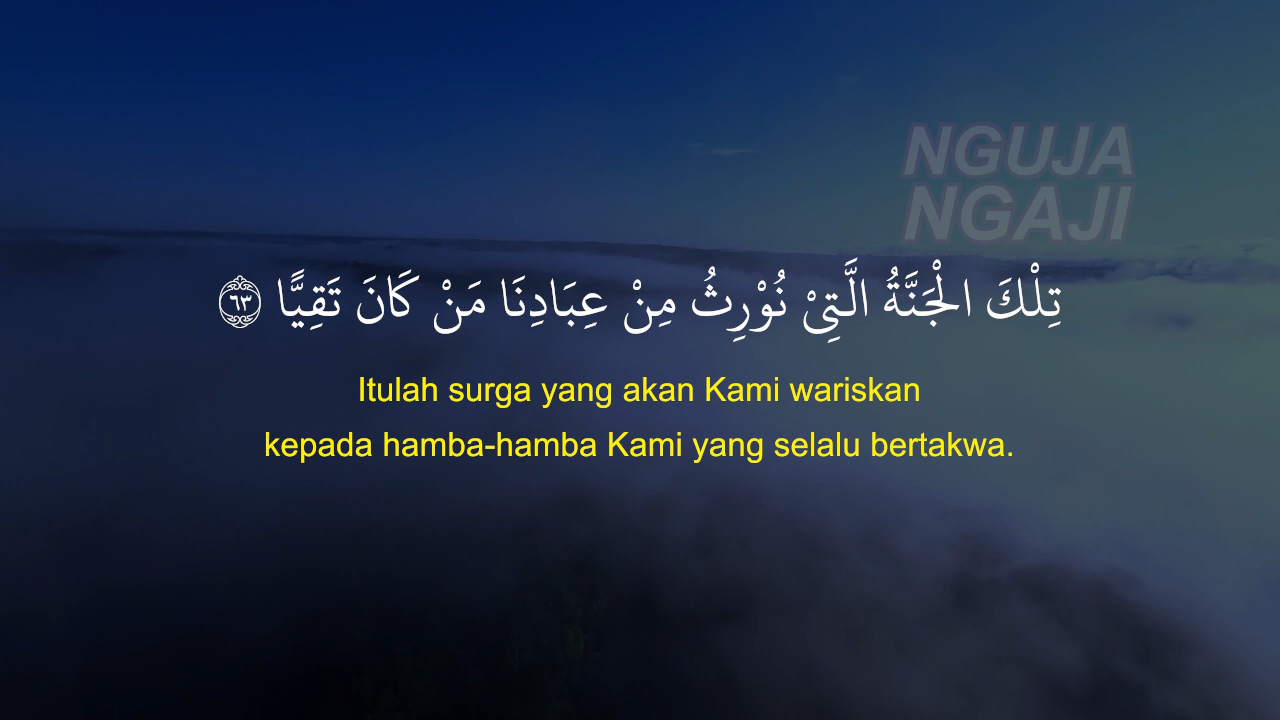 NGUJA
NGAJI
تِلْكَ الْجَنَّةُ الَّتِيْ نُوْرِثُ مِنْ عِبَادِنَا مَنْ كَانَ تَقِيًّا ۝٦٣
Itulah surga yang akan Kami wariskan
kepada hamba-hamba Kami yang selalu bertakwa.